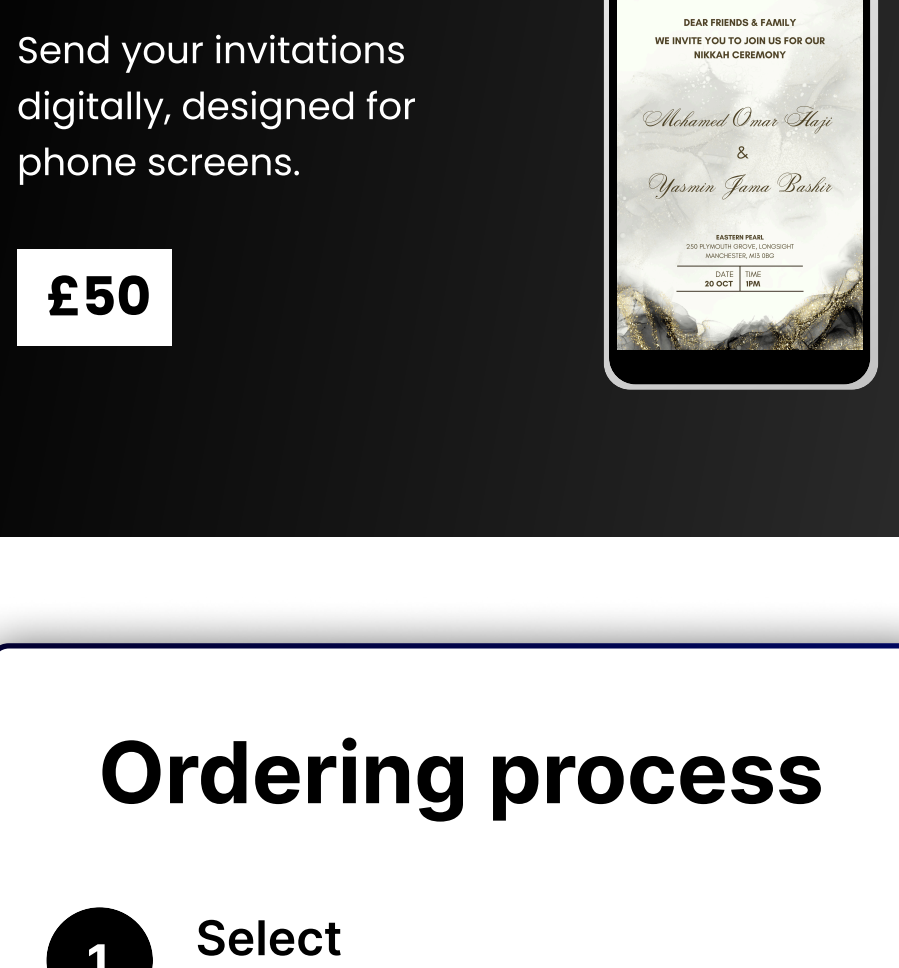 Send your invitations
digitally, designed for
phone screens.
£50
DEAR FRIENDS & FAMILY
WE INVITE YOU TO JOIN US FOR OUR
NIKKAH CEREMONY
Mohamed Omar Haji
&
Yasmin Jama Bashir
EASTERN PEARL
250 PLYMOUTH GROVE, LONGSIGHT
MANCHESTER, M13 0BG
DATE TIME
20 OCT 1PM
Ordering process
1
Select